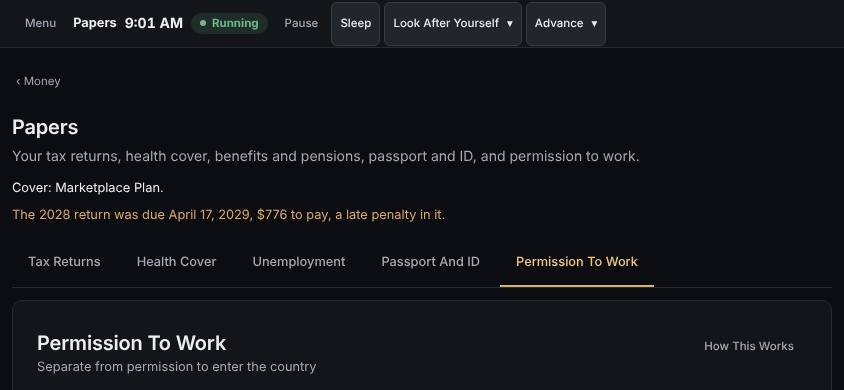 Menu Papers 9:01 AM Running Pause Sleep Look After Yourself ▾ Advance ▾
‹ Money
Papers
Your tax returns, health cover, benefits and pensions, passport and ID, and permission to work.
Cover: Marketplace Plan.
The 2028 return was due April 17, 2029, $776 to pay, a late penalty in it.
Tax Returns Health Cover Unemployment Passport And ID Permission To Work
Permission To Work How This Works
Separate from permission to enter the country